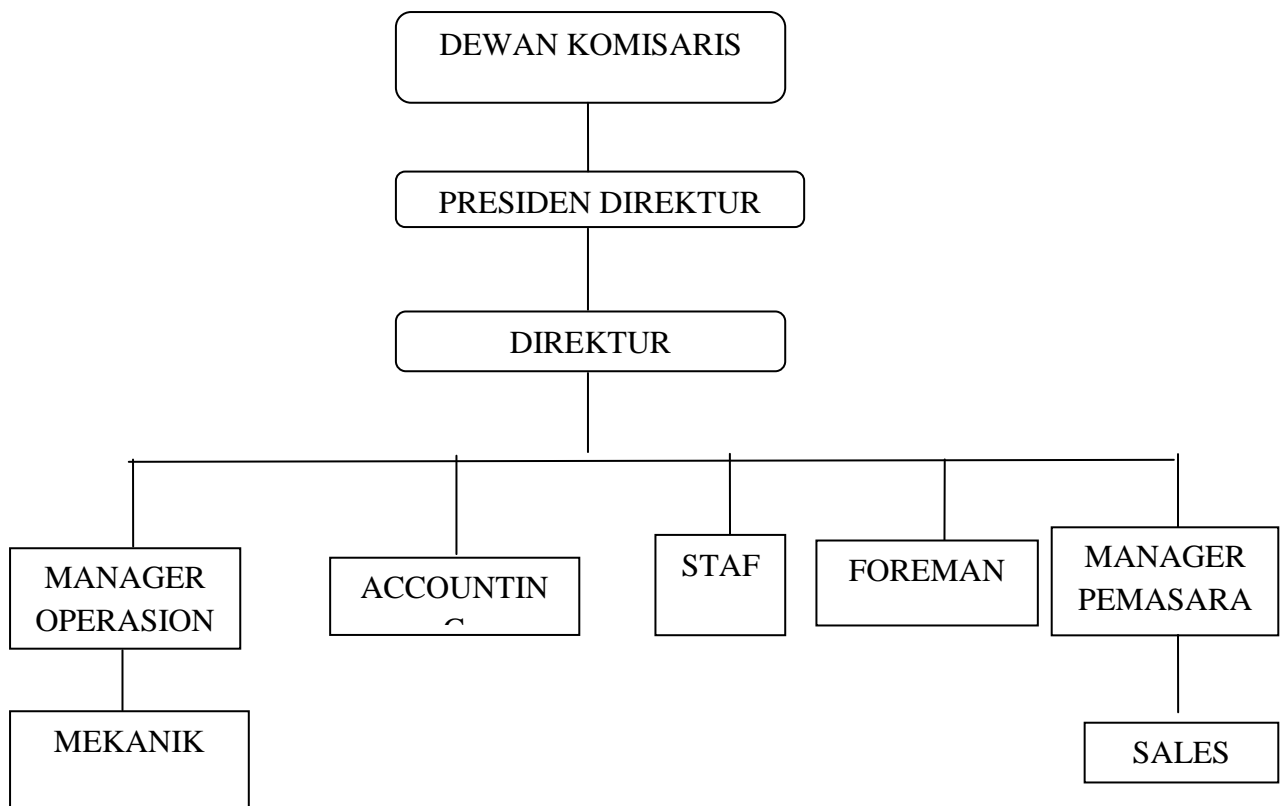 DEWAN KOMISARIS
PRESIDEN DIREKTUR
DIREKTUR
MANAGER
OPERASION
ACCOUNTIN
STAF
FOREMAN
MANAGER
PEMASARA
MEKANIK
SALES